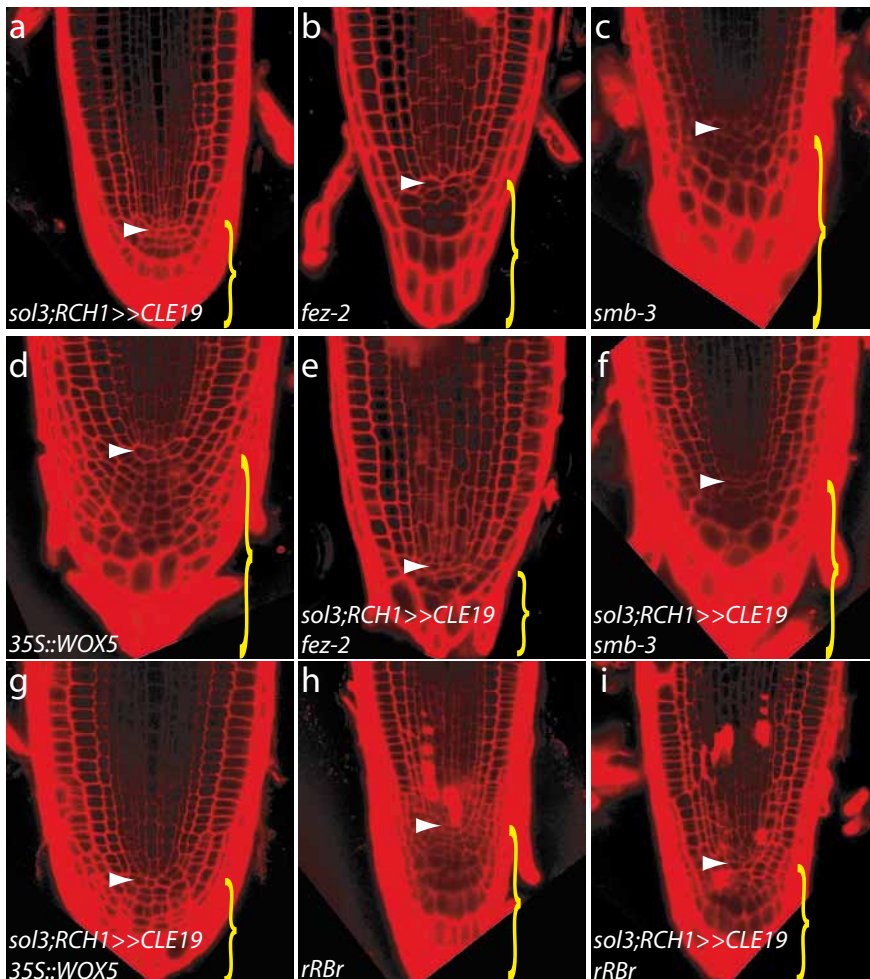 a
sol3;RCH1>>CLE19
b
fez-2
c
smb-3
d
35S::WOX5
e
sol3;RCH1>>CLE19
fez-2
f
sol3;RCH1>>CLE19
smb-3
g
sol3;RCH1>>CLE19
35S::WOX5
h
rRBr
i
sol3;RCH1>>CLE19
rRBr